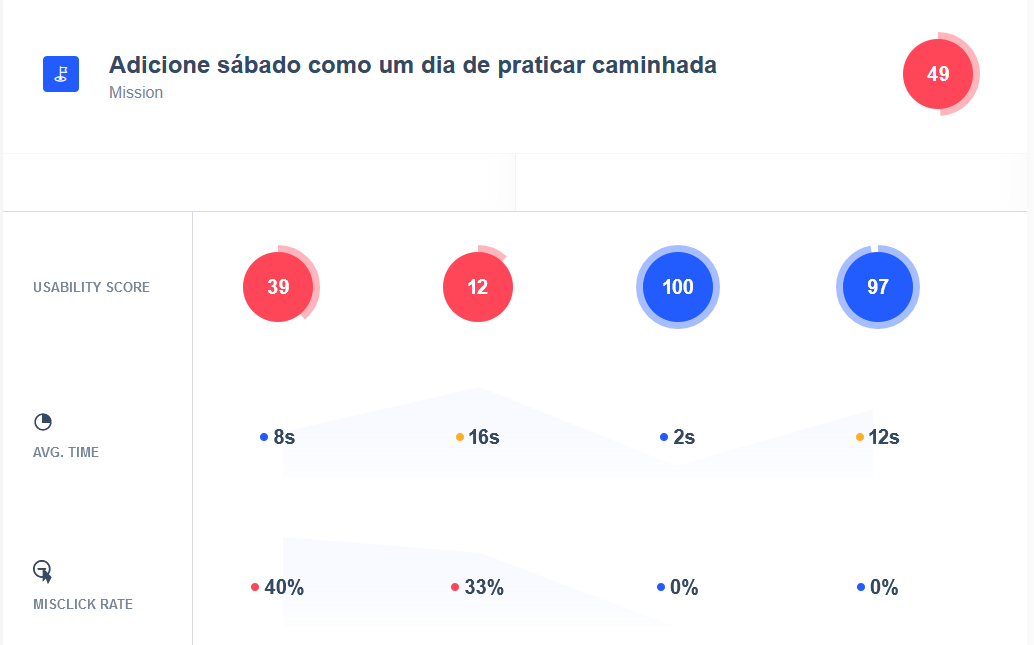 Adicione sábado como um dia de praticar caminhada
Mission
49
USABILITY SCORE
39
12
100
97
AVG. TIME
8s
16s
2s
12s
MISCLICK RATE
40%
33%
0%
0%